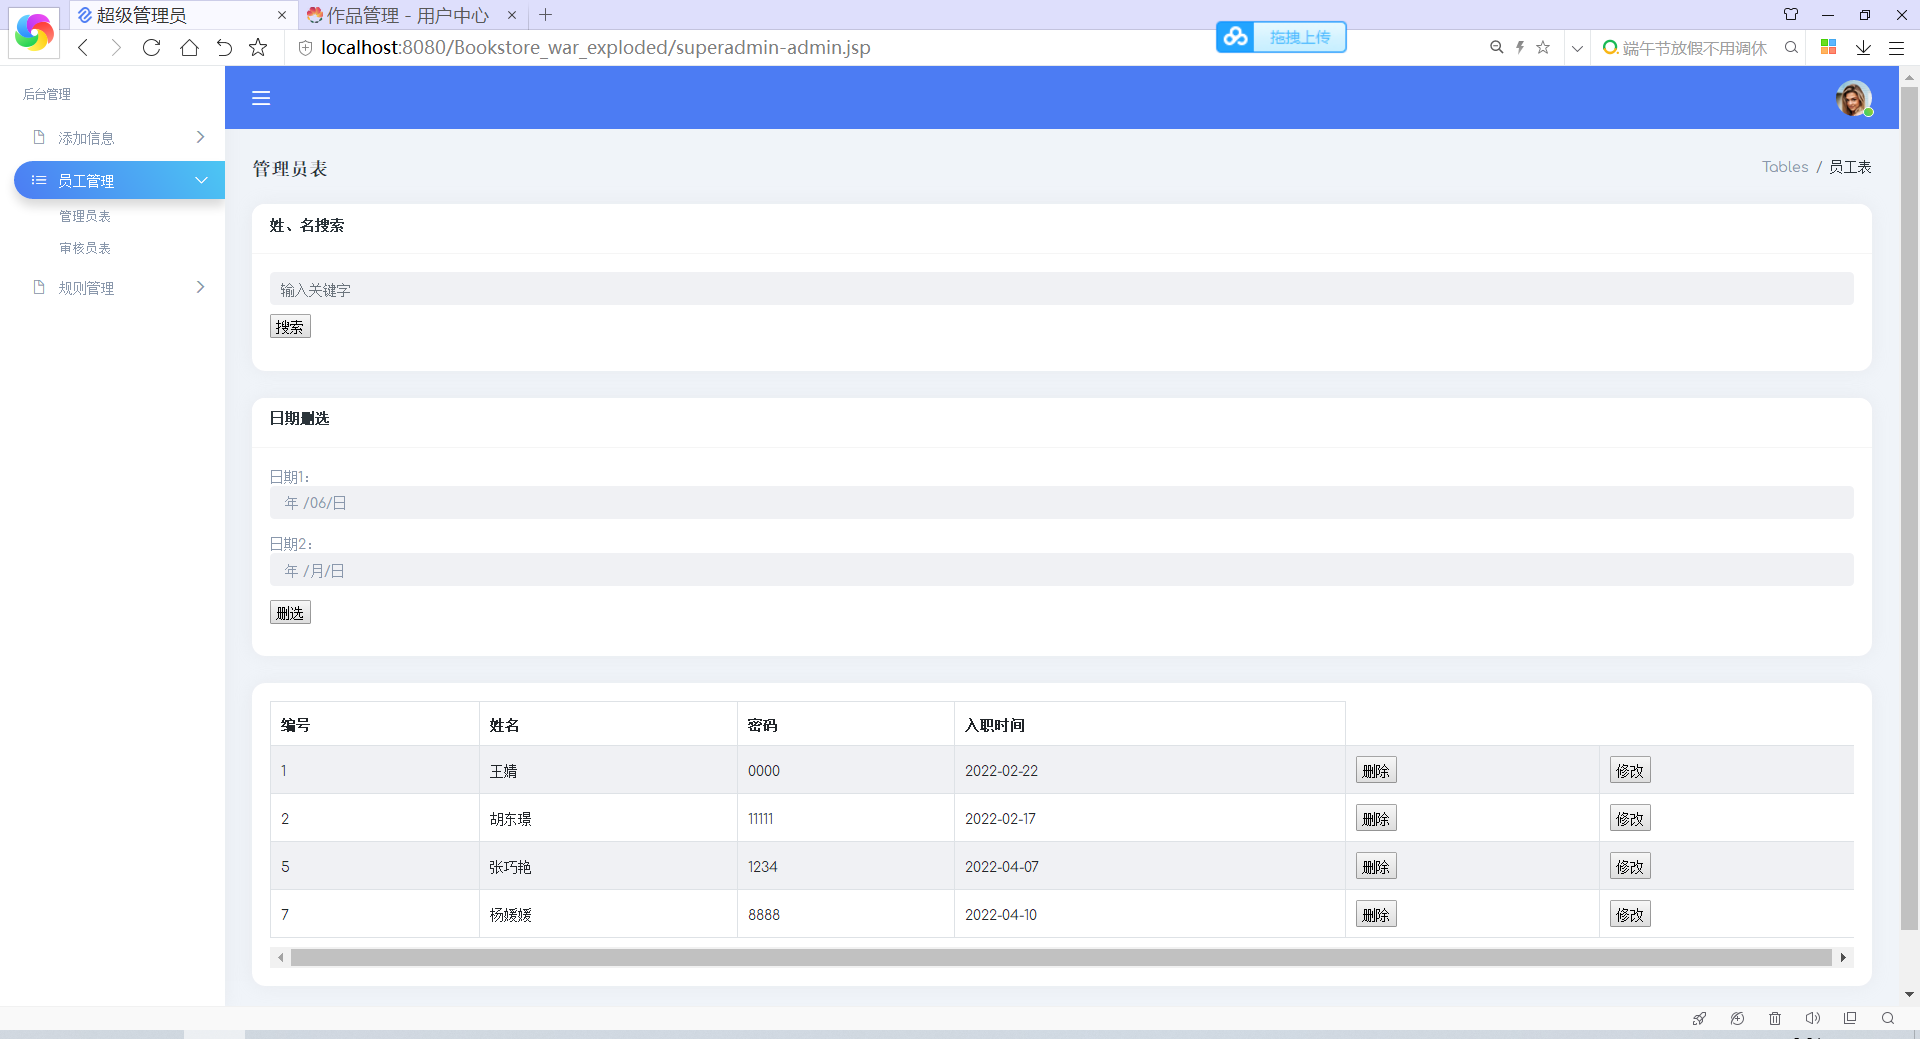 超级管理员
作品管理 - 用户中心
localhost:8080/Bookstore_war_exploded/superadmin-admin.jsp
拖拽上传
端午节放假不用调休
后台管理
添加信息
员工管理
管理员表
审核员表
规则管理
管理员表
Tables / 员工表
姓、名搜索
输入关键字
搜索
日期删选
日期1：
年 /06/日
日期2：
年 /月/日
删选
编号 姓名 密码 入职时间
1 王婧 0000 2022-02-22 删除 修改
2 胡东璟 11111 2022-02-17 删除 修改
5 张巧艳 1234 2022-04-07 删除 修改
7 杨媛媛 8888 2022-04-10 删除 修改